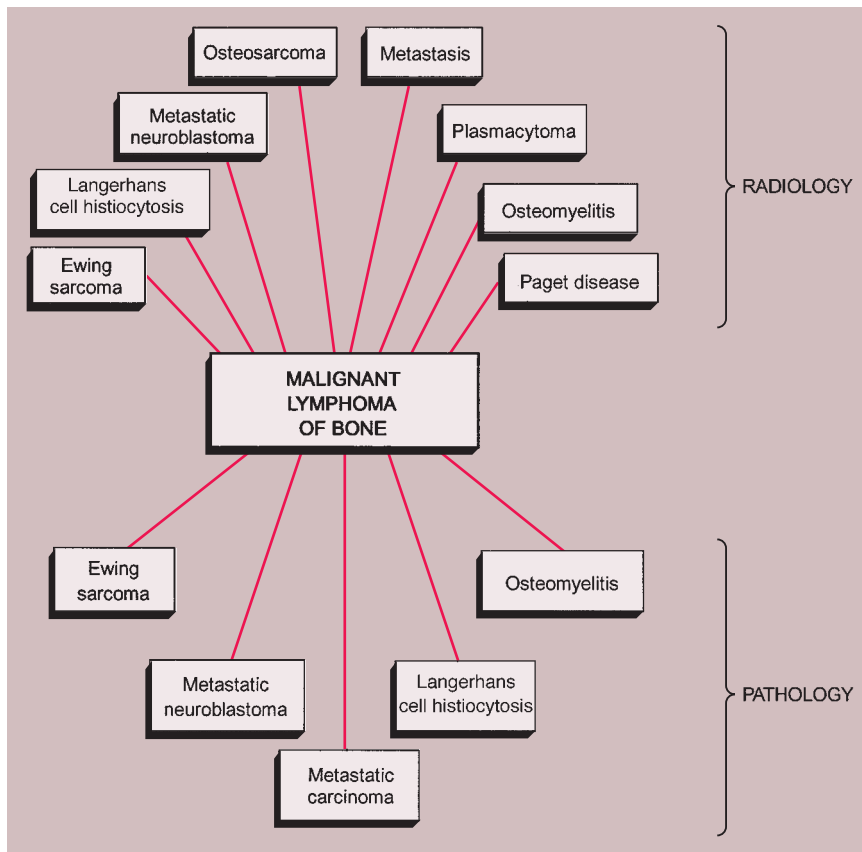 Osteosarcoma
Metastasis
Metastatic
neuroblastoma
Plasmacytoma
Langerhans
cell histiocytosis
Osteomyelitis
Ewing
sarcoma
Paget disease
RADIOLOGY
MALIGNANT
LYMPHOMA
OF BONE
Ewing
sarcoma
Osteomyelitis
Metastatic
neuroblastoma
Langerhans
cell histiocytosis
Metastatic
carcinoma
PATHOLOGY